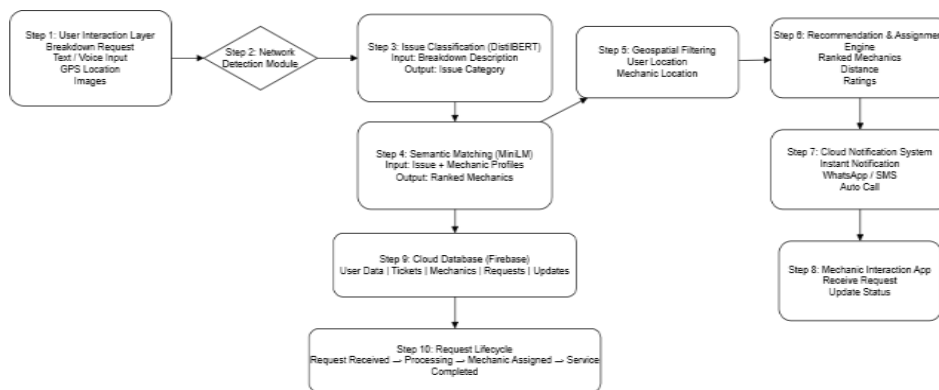 Step 1: User Interaction Layer
Breakdown Request
Text / Voice Input
GPS Location
Images
Step 2: Network
Detection Module
Step 3: Issue Classification (DistilBERT)
Input: Breakdown Description
Output: Issue Category
Step 4: Semantic Matching (MiniLM)
Input: Issue + Mechanic Profiles
Output: Ranked Mechanics
Step 5: Geospatial Filtering
User Location
Mechanic Location
Step 6: Recommendation & Assignment
Engine
Ranked Mechanics
Distance
Ratings
Step 7: Cloud Notification System
Instant Notification
WhatsApp / SMS
Auto Call
Step 8: Mechanic Interaction App
Receive Request
Update Status
Step 9: Cloud Database (Firebase)
User Data | Tickets | Mechanics | Requests | Updates
Step 10: Request Lifecycle
Request Received → Processing → Mechanic Assigned → Service
Completed